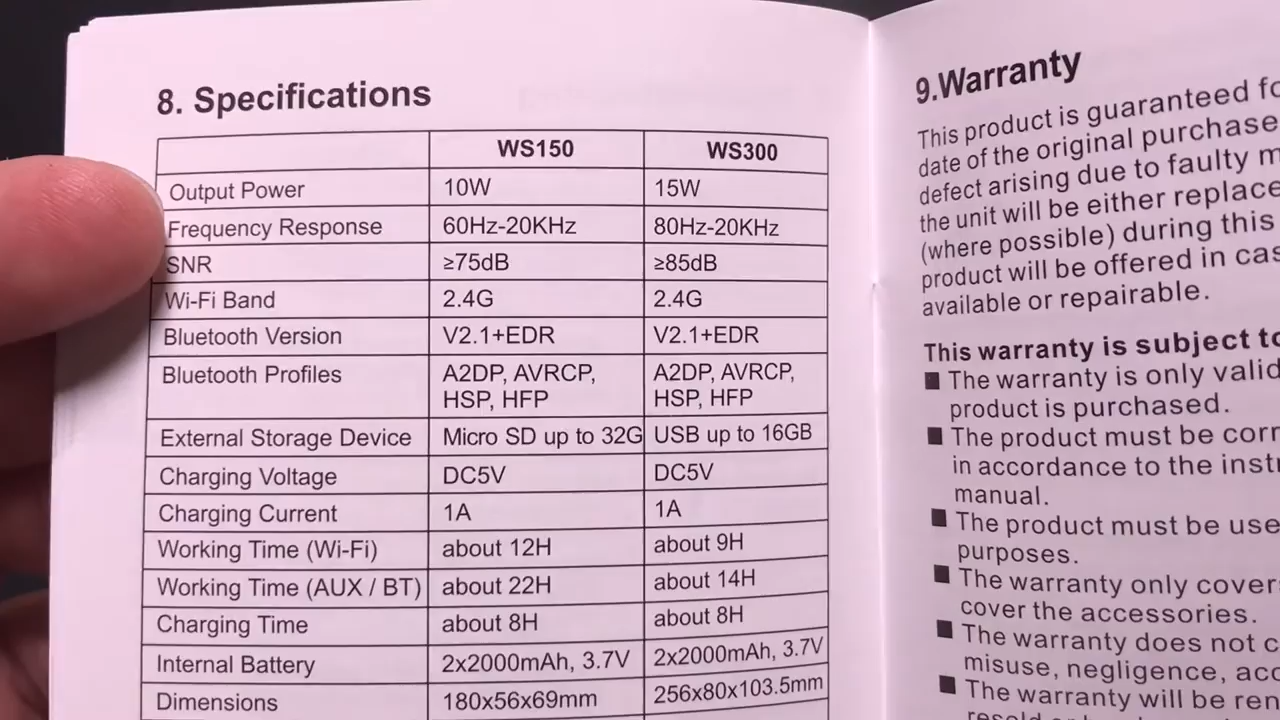 8. Specifications
WS150 WS300
Output Power 10W 15W
Frequency Response 60Hz-20KHz 80Hz-20KHz
SNR ≥75dB ≥85dB
Wi-Fi Band 2.4G 2.4G
Bluetooth Version V2.1+EDR V2.1+EDR
Bluetooth Profiles A2DP, AVRCP, A2DP, AVRCP,
HSP, HFP HSP, HFP
External Storage Device Micro SD up to 32G USB up to 16GB
Charging Voltage DC5V DC5V
Charging Current 1A 1A
Working Time (Wi-Fi) about 12H about 9H
Working Time (AUX / BT) about 22H about 14H
Charging Time about 8H about 8H
Internal Battery 2x2000mAh, 3.7V 2x2000mAh, 3.7V
Dimensions 180x56x69mm 256x80x103.5mm
9.Warranty
This product is guaranteed
date of the original purchase
defect arising due to faulty
the unit will be either
(where possible) during this
product will be offered in
available or repairable.
This warranty is subject to
■ The warranty is only valid
product is purchased.
■ The product must be
in accordance to the
manual.
■ The product must be
purposes.
■ The warranty only
cover the accessories.
■ The warranty does not
misuse, negligence,
■ The warranty will be